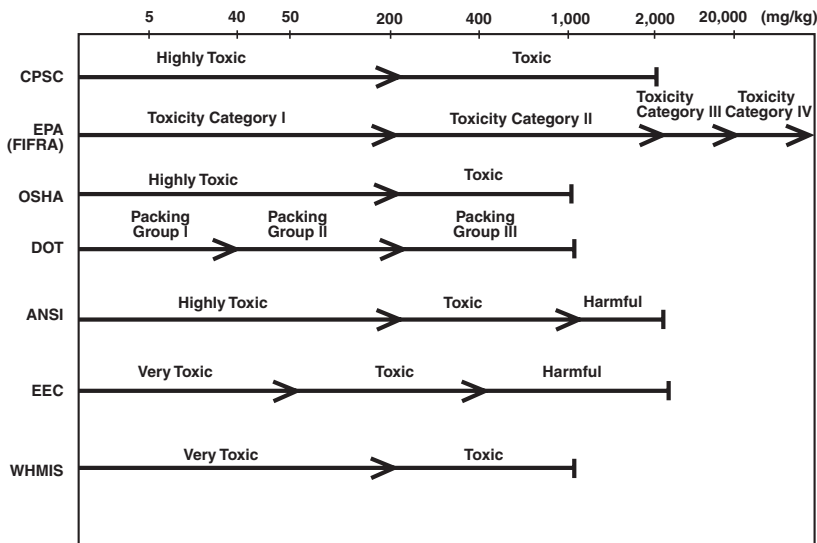 5 40 50 200 400 1,000 2,000 20,000 (mg/kg)
CPSC Highly Toxic Toxic
EPA
(FIFRA)
Toxicity Category I Toxicity Category II
Toxicity
Category III
Toxicity
Category IV
OSHA Highly Toxic Toxic
DOT
Packing
Group I
Packing
Group II
Packing
Group III
ANSI Highly Toxic Toxic Harmful
EEC Very Toxic Toxic Harmful
WHMIS Very Toxic Toxic